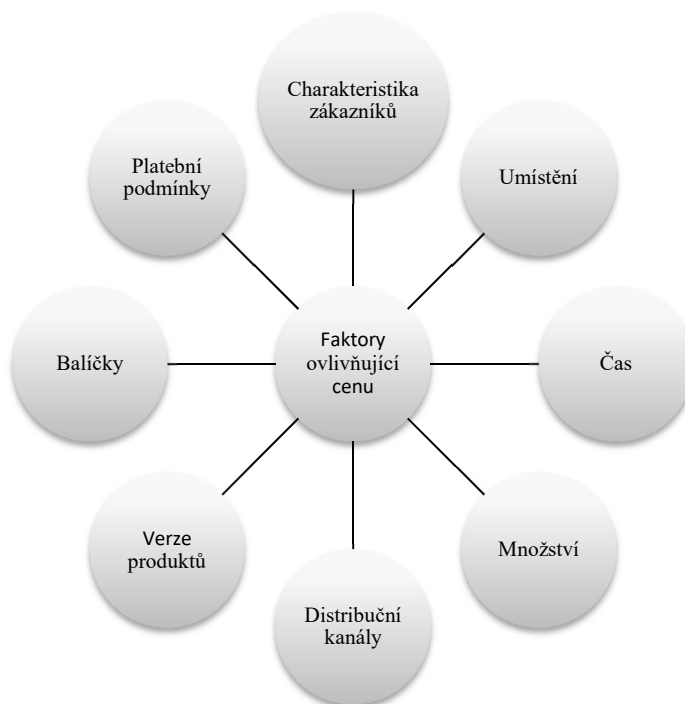 Charakteristika
zákazníků
Platební
podmínky
Umístění
Balíčky
Faktory
ovlivňující
cenu
Čas
Verze
produktů
Množství
Distribuční
kanály